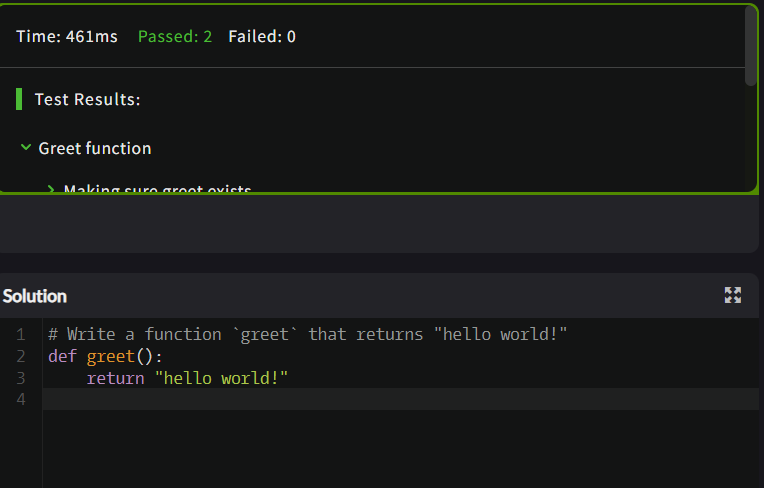 Time: 461ms Passed: 2 Failed: 0
Test Results:
Greet function
Making sure greet exists
Solution
1 # Write a function `greet` that returns "hello world!"
2 def greet():
3     return "hello world!"
4